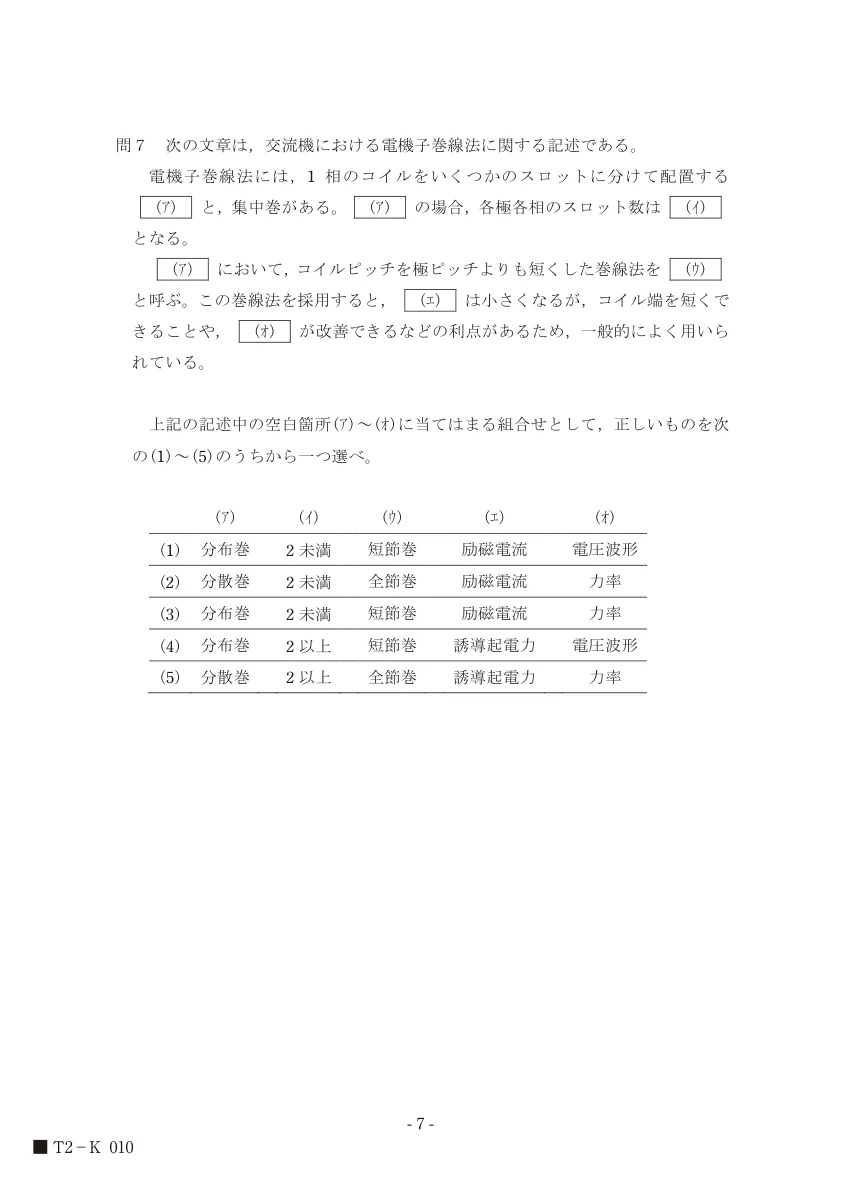 問7　次の文章は，交流機における電機子巻線法に関する記述である。
電機子巻線法には，1 相のコイルをいくつかのスロットに分けて配置する
(ア) と，集中巻がある。 (ア) の場合，各極各相のスロット数は (イ)
となる。
(ア) において，コイルピッチを極ピッチよりも短くした巻線法を (ウ)
と呼ぶ。この巻線法を採用すると， (エ) は小さくなるが，コイル端を短くで
きることや， (オ) が改善できるなどの利点があるため，一般的によく用いら
れている。
上記の記述中の空白箇所(ア)～(オ)に当てはまる組合せとして，正しいものを次
の(1)～(5)のうちから一つ選べ。
(ア) (イ) (ウ) (エ) (オ)
(1) 分布巻 2 未満 短節巻 励磁電流 電圧波形
(2) 分散巻 2 未満 全節巻 励磁電流 力率
(3) 分布巻 2 未満 短節巻 励磁電流 力率
(4) 分布巻 2 以上 短節巻 誘導起電力 電圧波形
(5) 分散巻 2 以上 全節巻 誘導起電力 力率
- 7 -
■ T2－K 010